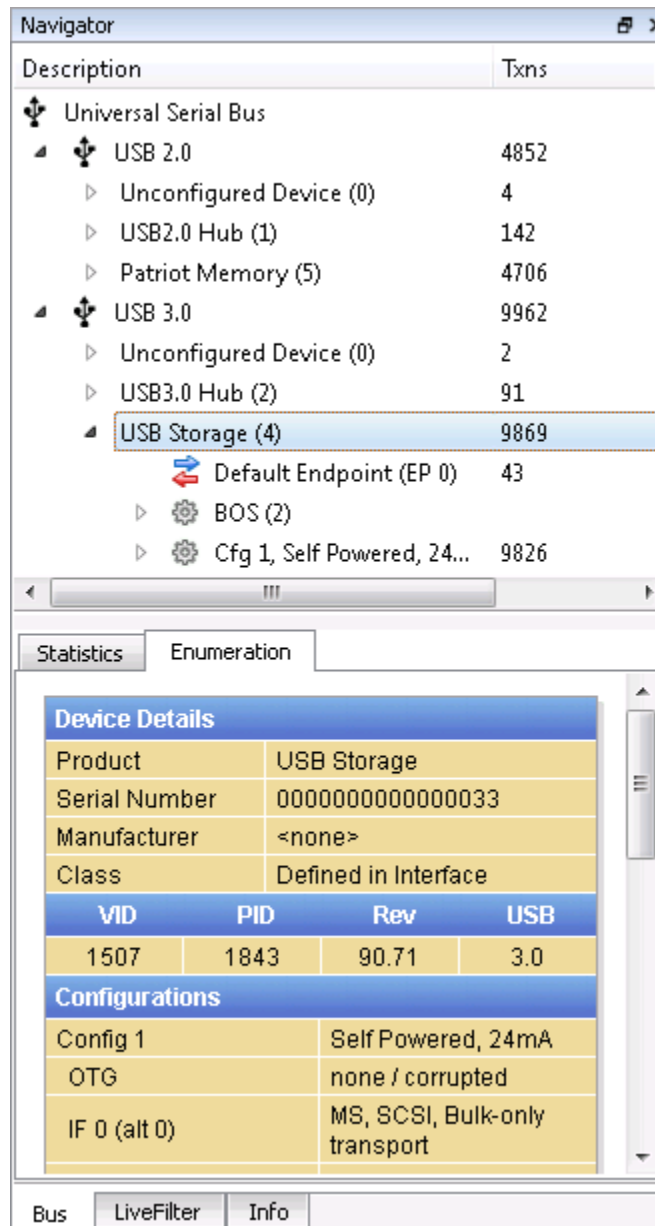 Navigator
Description Txns
Universal Serial Bus
USB 2.0 4852
Unconfigured Device (0) 4
USB2.0 Hub (1) 142
Patriot Memory (5) 4706
USB 3.0 9962
Unconfigured Device (0) 2
USB3.0 Hub (2) 91
USB Storage (4) 9869
Default Endpoint (EP 0) 43
BOS (2)
Cfg 1, Self Powered, 24... 9826
Statistics Enumeration
Device Details
Product USB Storage
Serial Number 0000000000000033
Manufacturer <none>
Class Defined in Interface
VID PID Rev USB
1507 1843 90.71 3.0
Configurations
Config 1 Self Powered, 24mA
OTG none / corrupted
IF 0 (alt 0) MS, SCSI, Bulk-only
transport
Bus LiveFilter Info